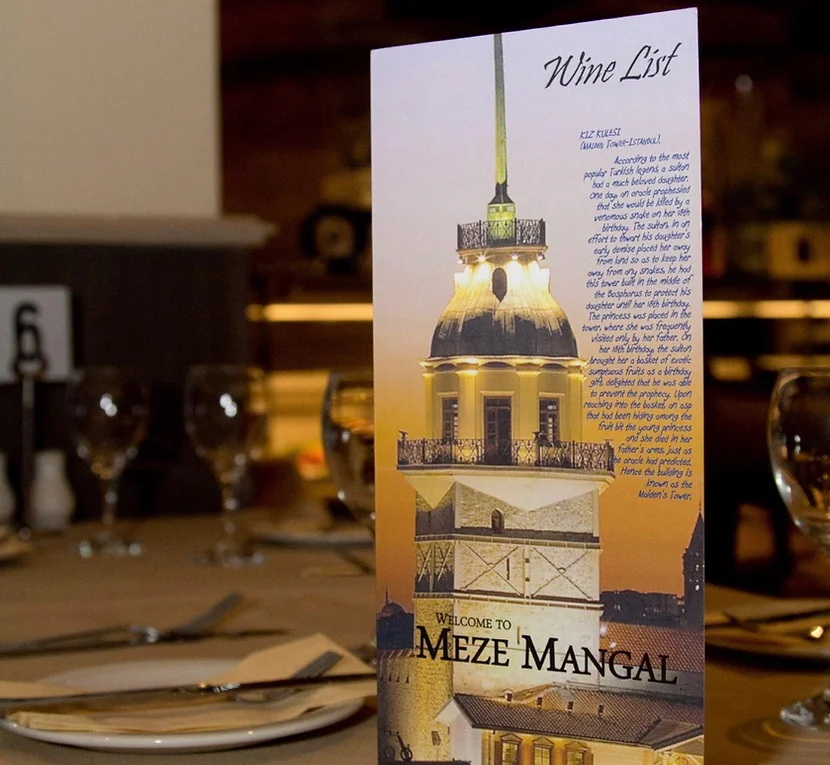 Wine List
KIZ KULESI
(MAIDEN TOWER-ISTANBUL).
According to the most
popular Turkish legend, a sultan
had a much beloved daughter.
One day, an oracle prophesied
that she would be killed by a
venomous snake on her 18th
birthday. The sultan, in an
effort to thwart his daughter's
early demise placed her away
from land so as to keep her
away from any snakes, he had
this tower built in the middle of
the Bosphorus to protect his
daughter until her 18th birthday.
The princess was placed in the
tower, where she was frequently
visited only by her father. On
her 18th birthday, the sultan
brought her a basket of exotic
sumptuous fruits as a birthday
gift, delighted that he was able
to prevent the prophecy. Upon
reaching into the basket, an asp
that had been hiding among the
fruit bit the young princess
and she died in her
father's arms, just as
the oracle had predicted.
Hence the building is
known as the
Maiden's Tower.
6
WELCOME TO
MEZE MANGAL